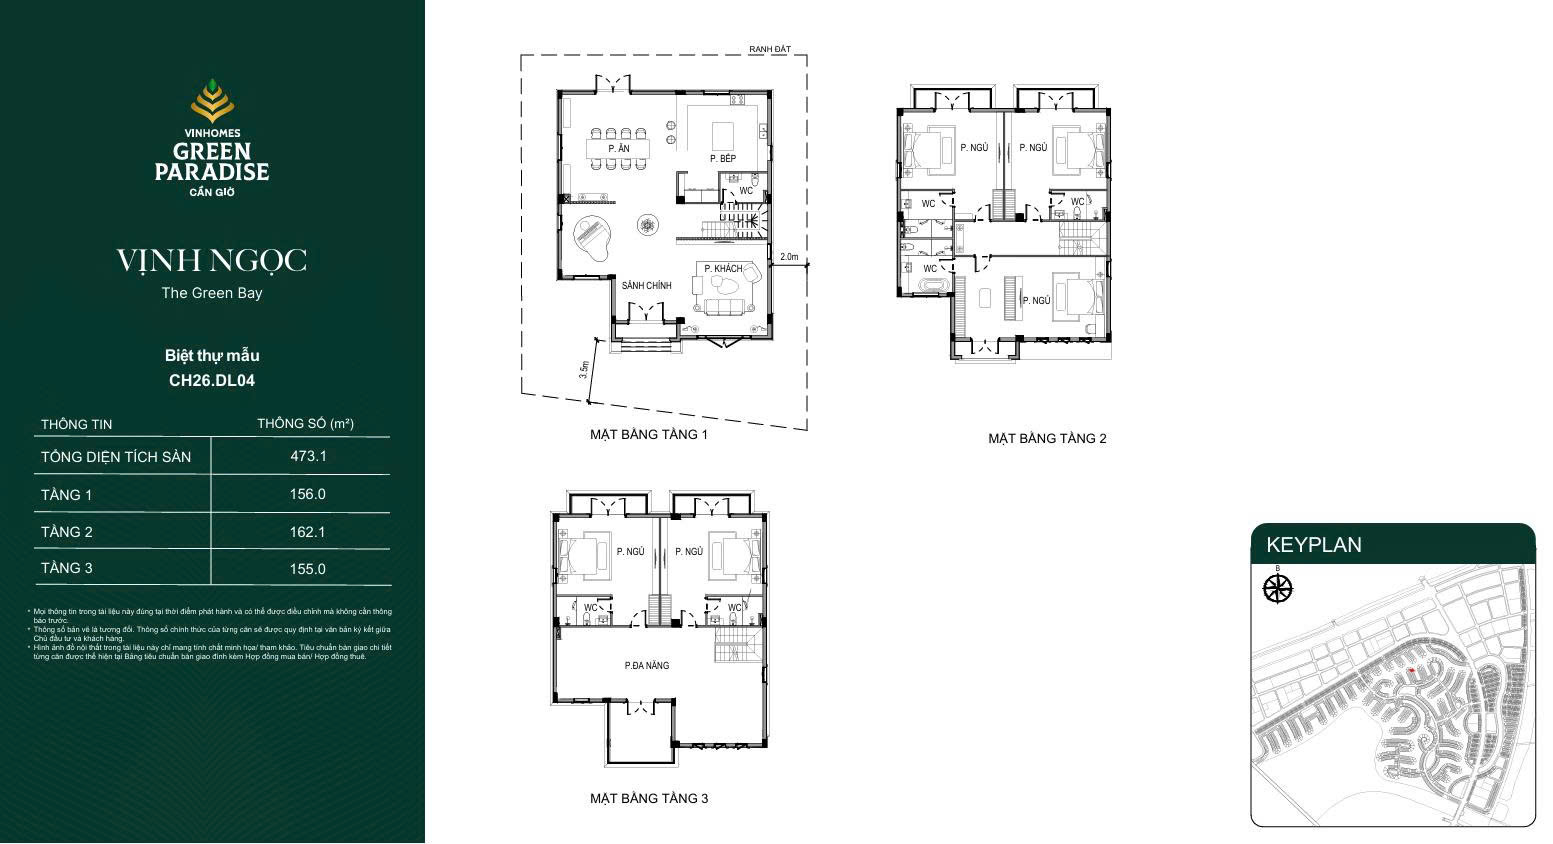 VINHOMES
GREEN
PARADISE
CẦN GIỜ
VỊNH NGỌC
The Green Bay
Biệt thự mẫu
CH26.DL04
THÔNG TIN THÔNG SỐ (m²)
TỔNG DIỆN TÍCH SÀN 473.1
TẦNG 1 156.0
TẦNG 2 162.1
TẦNG 3 155.0
* Mọi thông tin trong tài liệu này đúng tại thời điểm phát hành và có thể được điều chỉnh mà không cần thông
báo trước.
* Thông số bản vẽ là tương đối. Thông số chính thức của từng căn sẽ được quy định tại văn bản ký kết giữa
Chủ đầu tư và khách hàng.
* Hình ảnh đồ nội thất trong tài liệu này chỉ mang tính chất minh họa/ tham khảo. Tiêu chuẩn bàn giao chi tiết
từng căn được thể hiện tại Bảng tiêu chuẩn bàn giao đính kèm Hợp đồng mua bán/ Hợp đồng thuê.
RANH ĐẤT
P. ĂN
P. BẾP
WC
P. KHÁCH
SẢNH CHÍNH
2.0m
3.5m
MẶT BẰNG TẦNG 1
P. NGỦ
P. NGỦ
WC
WC
WC
P. NGỦ
MẶT BẰNG TẦNG 2
P. NGỦ
P. NGỦ
WC
WC
P.ĐA NĂNG
MẶT BẰNG TẦNG 3
KEYPLAN
B